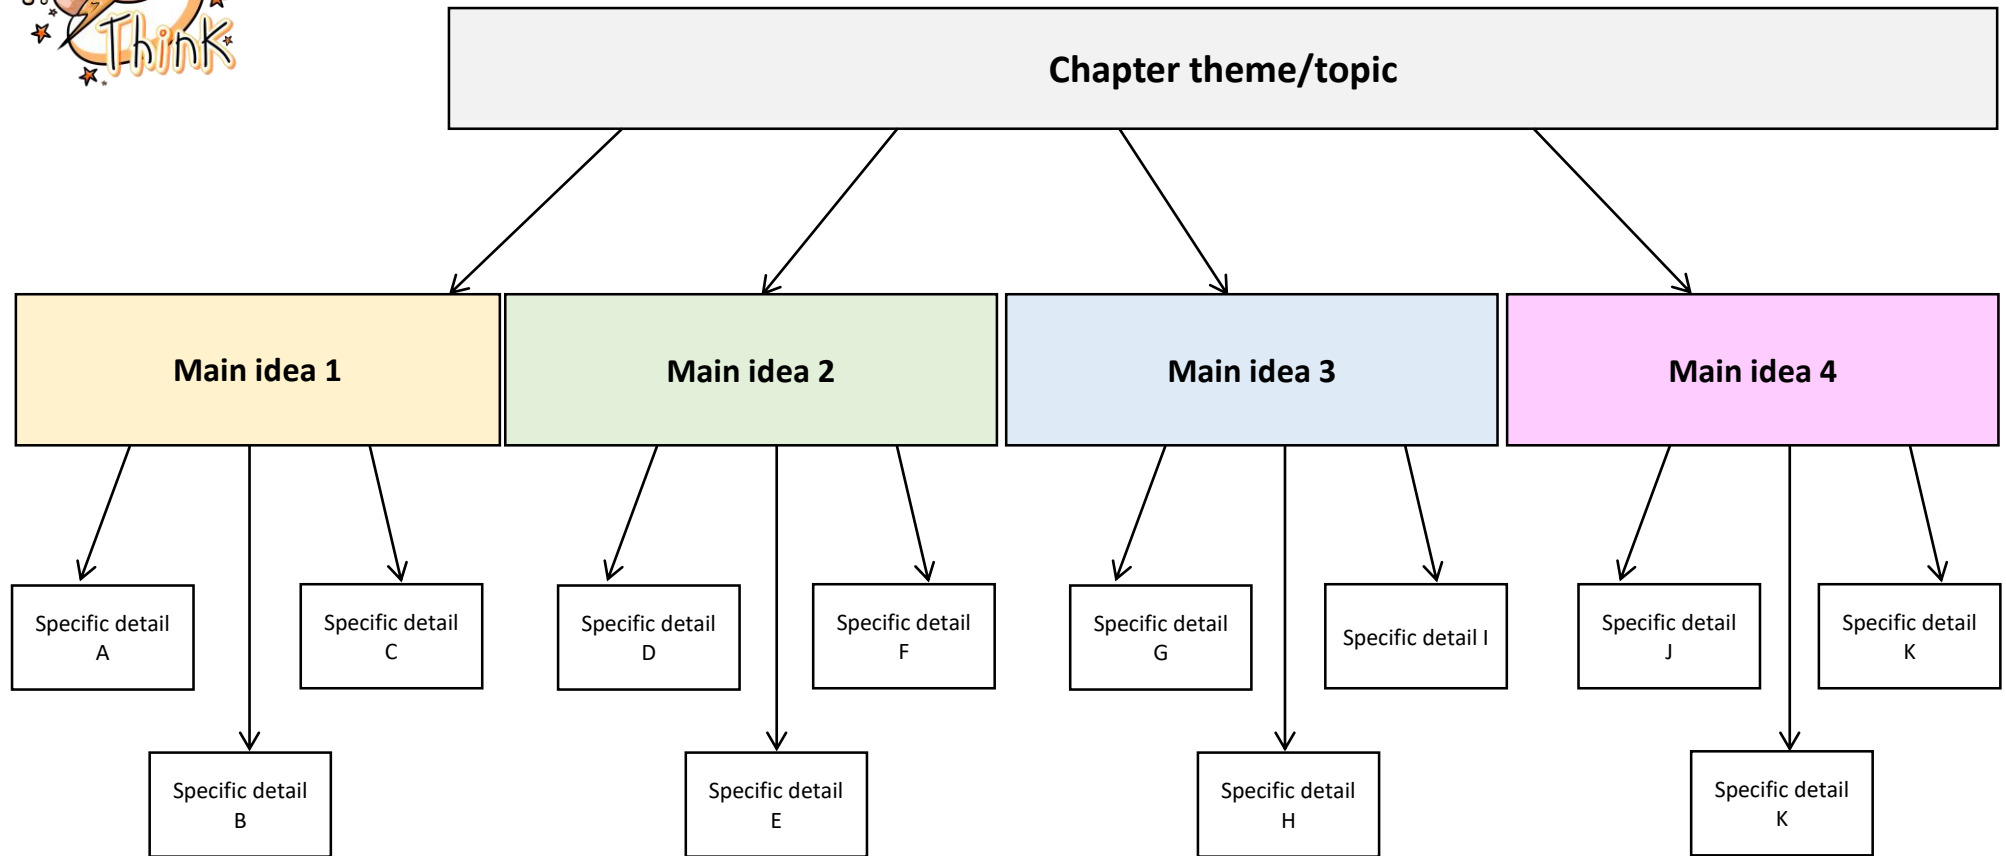 Think
Chapter theme/topic
Main idea 1
Main idea 2
Main idea 3
Main idea 4
Specific detail
A
Specific detail
B
Specific detail
C
Specific detail
D
Specific detail
E
Specific detail
F
Specific detail
G
Specific detail
H
Specific detail I
Specific detail
J
Specific detail
K
Specific detail
K